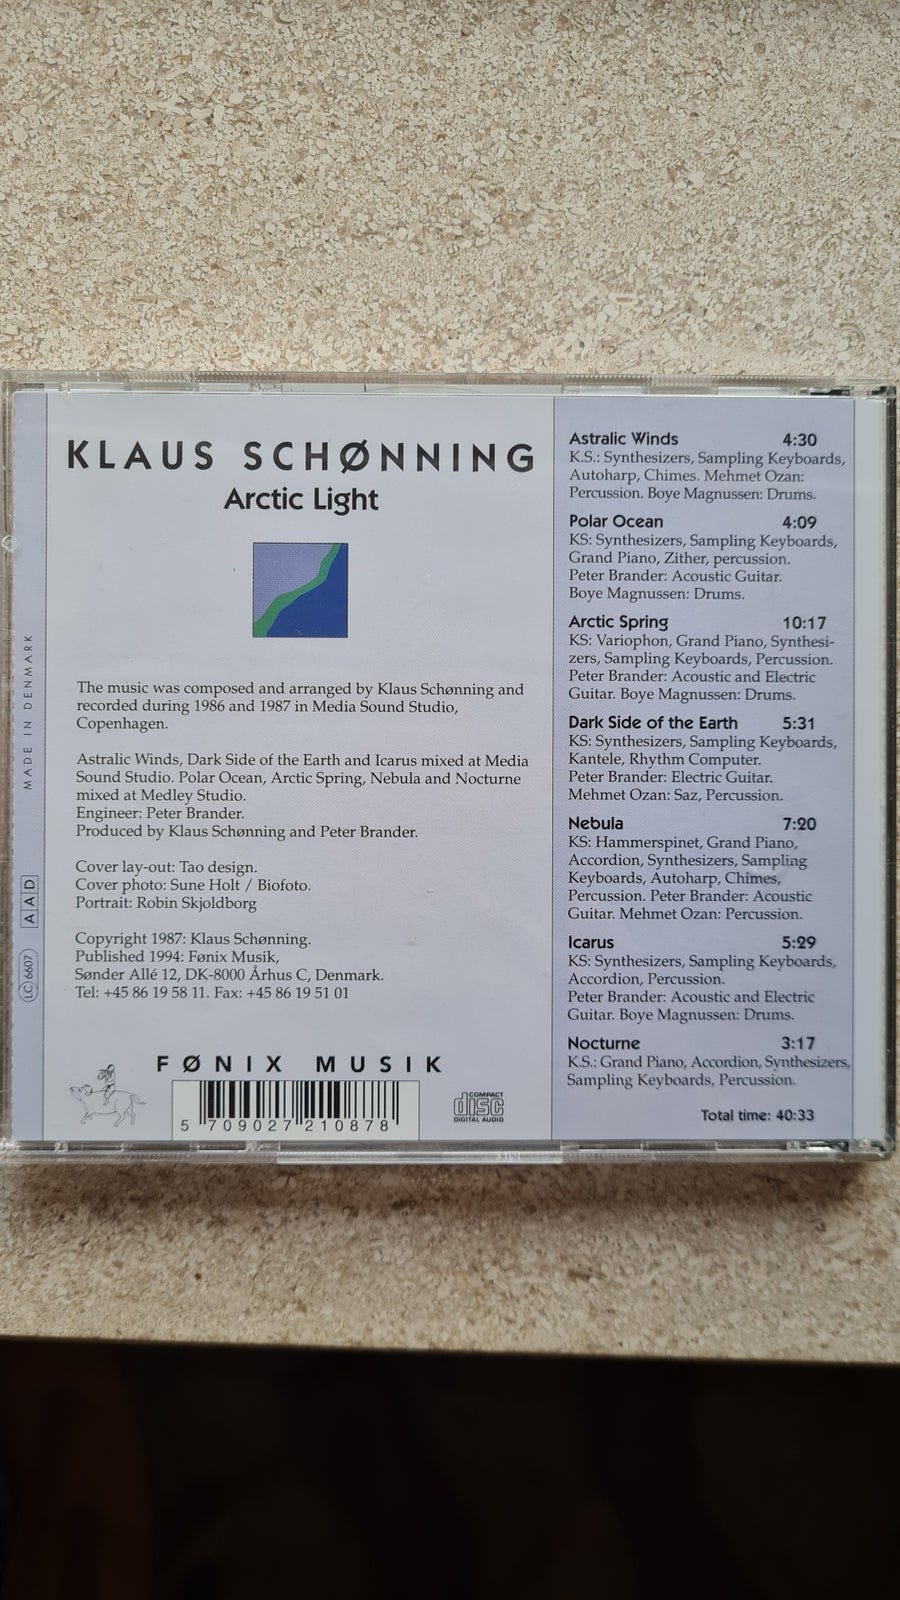 KLAUS SCHØNNING
Arctic Light
The music was composed and arranged by Klaus Schønning and
recorded during 1986 and 1987 in Media Sound Studio,
Copenhagen.
Astralic Winds, Dark Side of the Earth and Icarus mixed at Media
Sound Studio. Polar Ocean, Arctic Spring, Nebula and Nocturne
mixed at Medley Studio.
Engineer: Peter Brander.
Produced by Klaus Schønning and Peter Brander.
Cover lay-out: Tao design.
Cover photo: Sune Holt / Biofoto.
Portrait: Robin Skjoldborg
Copyright 1987: Klaus Schønning.
Published 1994: Fønix Musik,
Sønder Allé 12, DK-8000 Århus C, Denmark.
Tel: +45 86 19 58 11. Fax: +45 86 19 51 01
FØNIX MUSIK
5 709027 210878
COMPACT
disc
DIGITAL AUDIO
MADE IN DENMARK
AAD
LC 6607
Astralic Winds 4:30
K.S.: Synthesizers, Sampling Keyboards,
Autoharp, Chimes. Mehmet Ozan:
Percussion. Boye Magnussen: Drums.
Polar Ocean 4:09
KS: Synthesizers, Sampling Keyboards,
Grand Piano, Zither, percussion.
Peter Brander: Acoustic Guitar.
Boye Magnussen: Drums.
Arctic Spring 10:17
KS: Variophon, Grand Piano, Synthesi-
zers, Sampling Keyboards, Percussion.
Peter Brander: Acoustic and Electric
Guitar. Boye Magnussen: Drums.
Dark Side of the Earth 5:31
KS: Synthesizers, Sampling Keyboards,
Kantele, Rhythm Computer.
Peter Brander: Electric Guitar.
Mehmet Ozan: Saz, Percussion.
Nebula 7:20
KS: Hammerspinet, Grand Piano,
Accordion, Synthesizers, Sampling
Keyboards, Autoharp, Chimes,
Percussion. Peter Brander: Acoustic
Guitar. Mehmet Ozan: Percussion.
Icarus 5:29
KS: Synthesizers, Sampling Keyboards,
Accordion, Percussion.
Peter Brander: Acoustic and Electric
Guitar. Boye Magnussen: Drums.
Nocturne 3:17
K.S.: Grand Piano, Accordion, Synthesizers,
Sampling Keyboards, Percussion.
Total time: 40:33